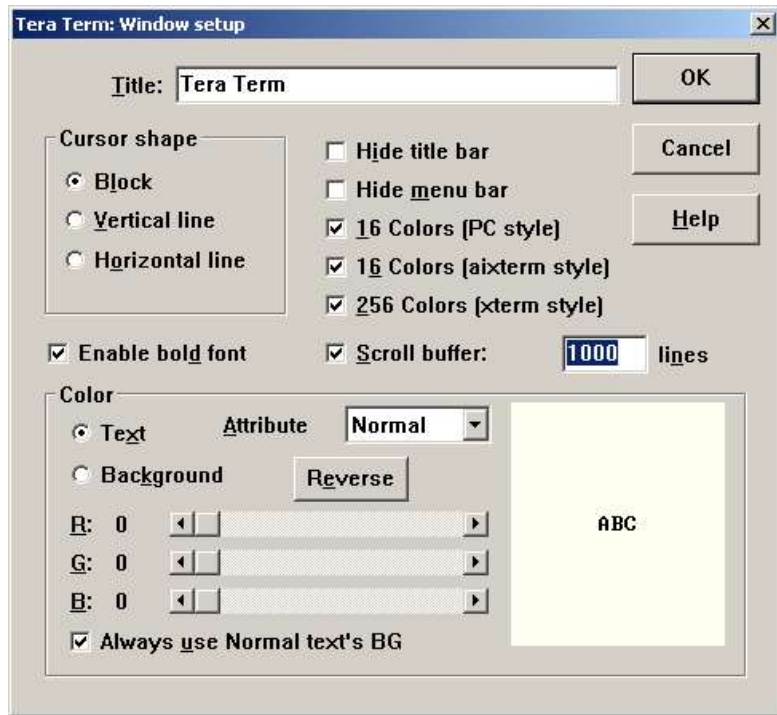 Tera Term: Window setup
Title: Tera Term
OK
Cursor shape
Block
Vertical line
Horizontal line
Hide title bar
Hide menu bar
16 Colors (PC style)
16 Colors (aixterm style)
256 Colors (xterm style)
Cancel
Help
Enable bold font
Scroll buffer: 1000 lines
Color
Text
Attribute Normal
Background
Reverse
R: 0
G: 0
B: 0
ABC
Always use Normal text's BG